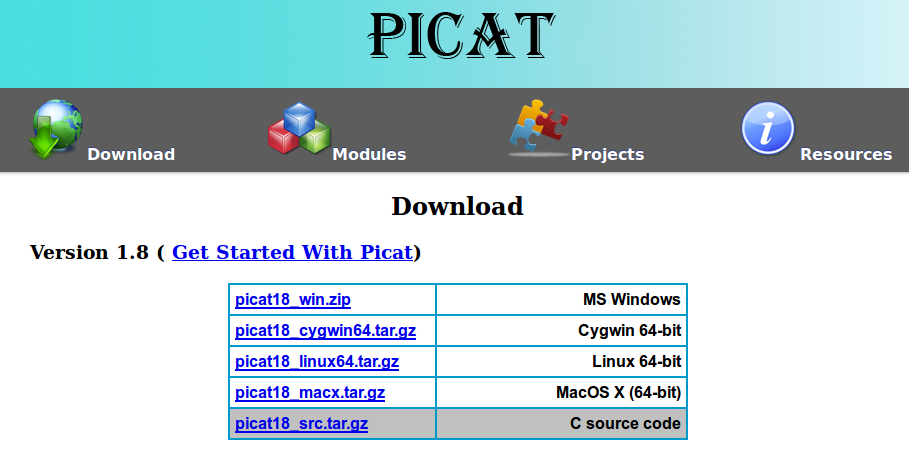 PICAT
Download Modules Projects Resources
Download
Version 1.8 ( Get Started With Picat)
picat18_win.zip MS Windows
picat18_cygwin64.tar.gz Cygwin 64-bit
picat18_linux64.tar.gz Linux 64-bit
picat18_macx.tar.gz MacOS X (64-bit)
picat18_src.tar.gz C source code